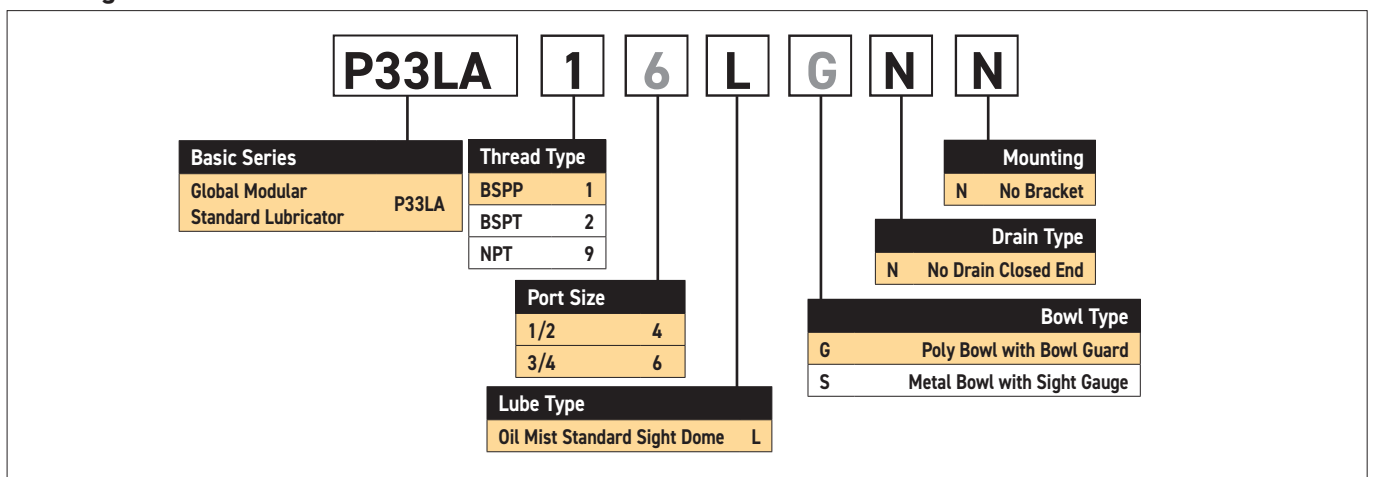 P33LA 1 6 L G N N
Basic Series
Global Modular
Standard Lubricator P33LA
Thread Type
BSPP 1
BSPT 2
NPT 9
Port Size
1/2 4
3/4 6
Lube Type
Oil Mist Standard Sight Dome L
Mounting
N No Bracket
Drain Type
N No Drain Closed End
Bowl Type
G Poly Bowl with Bowl Guard
S Metal Bowl with Sight Gauge